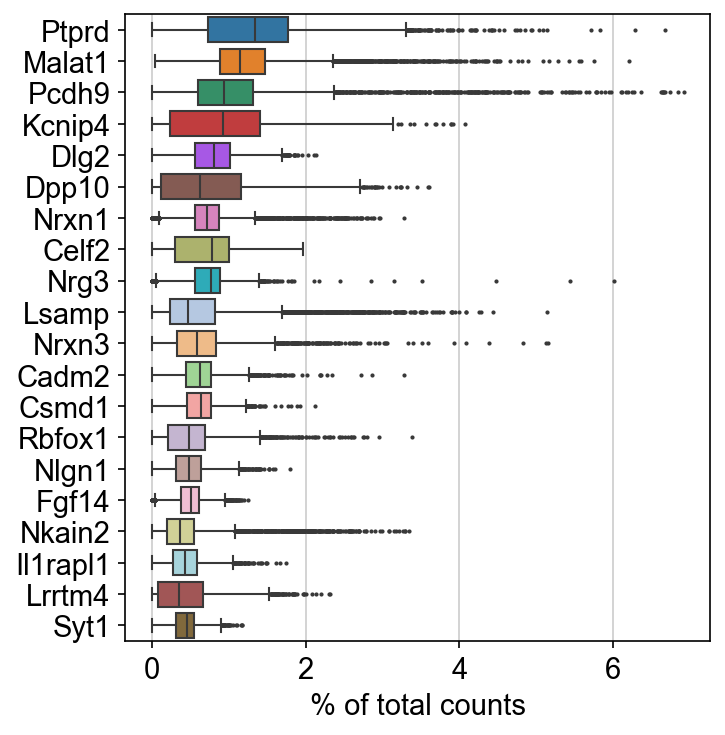 Ptprd
Malat1
Pcdh9
Kcnip4
Dlg2
Dpp10
Nrxn1
Celf2
Nrg3
Lsamp
Nrxn3
Cadm2
Csmd1
Rbfox1
Nlgn1
Fgf14
Nkain2
Il1rapl1
Lrrtm4
Syt1
0 2 4 6
% of total counts